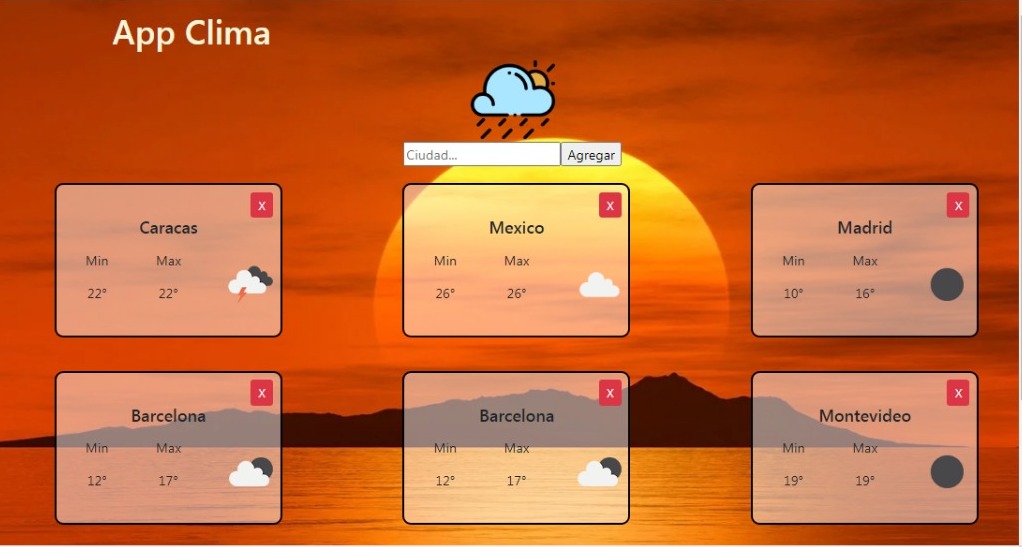 App Clima
Ciudad... Agregar
X
Caracas
Min Max
22° 22°
X
Mexico
Min Max
26° 26°
X
Madrid
Min Max
10° 16°
X
Barcelona
Min Max
12° 17°
X
Barcelona
Min Max
12° 17°
X
Montevideo
Min Max
19° 19°